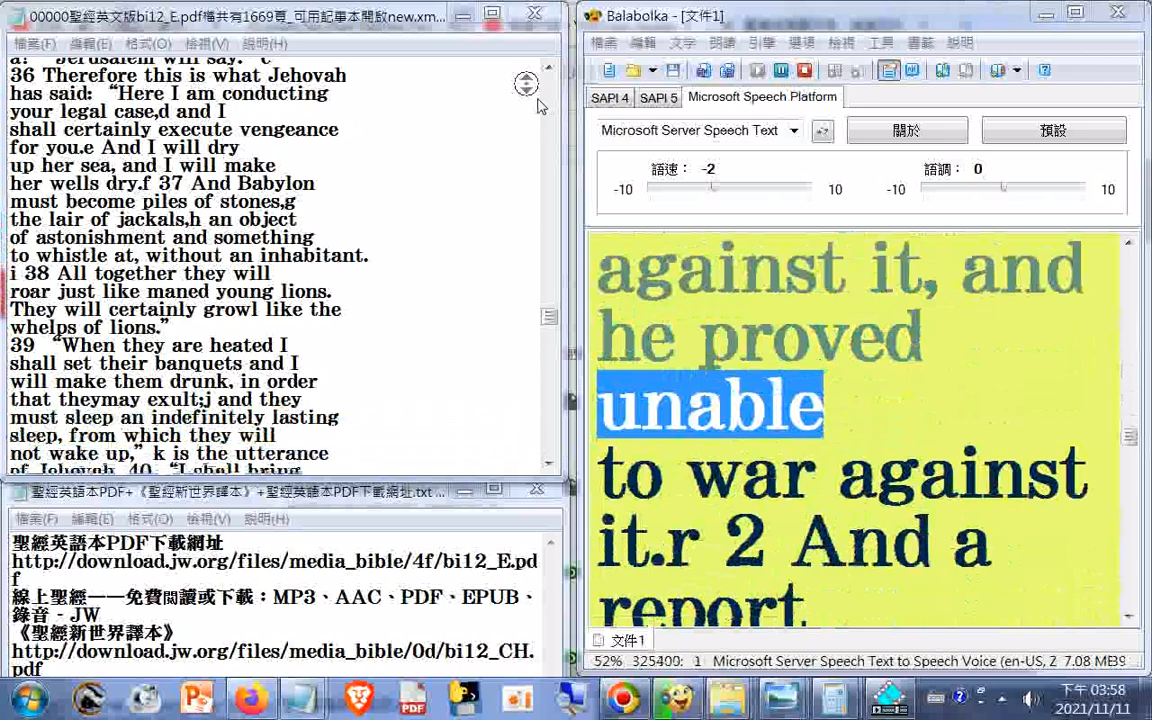 00000聖經英文版bi12_E.pdf檔共有1669頁_可用記事本開啟new.xm...
檔案(F) 編輯(E) 格式(O) 檢視(V) 說明(H)
a!" Jerusalem will say. "c
36 Therefore this is what Jehovah
has said: “Here I am conducting
your legal case,d and I
shall certainly execute vengeance
for you.e And I will dry
up her sea, and I will make
her wells dry.f 37 And Babylon
must become piles of stones,g
the lair of jackals,h an object
of astonishment and something
to whistle at, without an inhabitant.
i 38 All together they will
roar just like maned young lions.
They will certainly growl like the
whelps of lions.”
39 “When they are heated I
shall set their banquets and I
will make them drunk, in order
that theymay exult;j and they
must sleep an indefinitely lasting
sleep, from which they will
not wake up,” k is the utterance
of Jehovah. 40 “I shall bring
聖經英語本PDF+《聖經新世界譯本》+聖經英語本PDF下載網址.txt ...
檔案(F) 編輯(E) 格式(O) 檢視(V) 說明(H)
聖經英語本PDF下載網址
http://download.jw.org/files/media_bible/4f/bi12_E.pd
f
線上聖經——免費閱讀或下載：MP3、AAC、PDF、EPUB、
錄音 - JW
《聖經新世界譯本》
http://download.jw.org/files/media_bible/0d/bi12_CH.
pdf
Balabolka - [文件1]
檔案 編輯 文字 朗讀 引擎 選項 檢視 工具 書籤 說明
SAPI 4 SAPI 5 Microsoft Speech Platform
Microsoft Server Speech Text 關於 預設
語速： -2 語調： 0
-10 10 -10 10
against it, and
he proved
unable
to war against
it.r 2 And a
report
文件1
52% 325400: 1 Microsoft Server Speech Text to Speech Voice (en-US, Z 7.08 MB
下午 03:58
2021/11/11